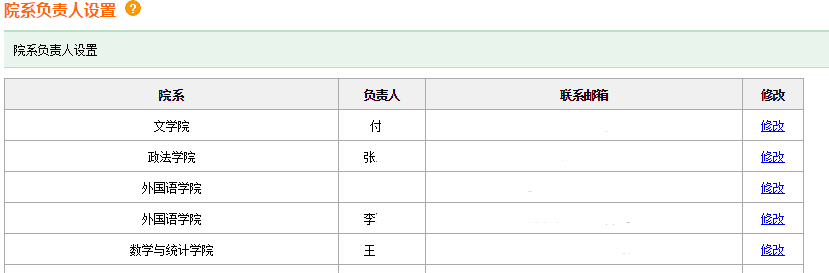 院系负责人设置 ?
院系负责人设置
院系 负责人 联系邮箱 修改
文学院 付 修改
政法学院 张 修改
外国语学院 修改
外国语学院 李 修改
数学与统计学院 王 修改